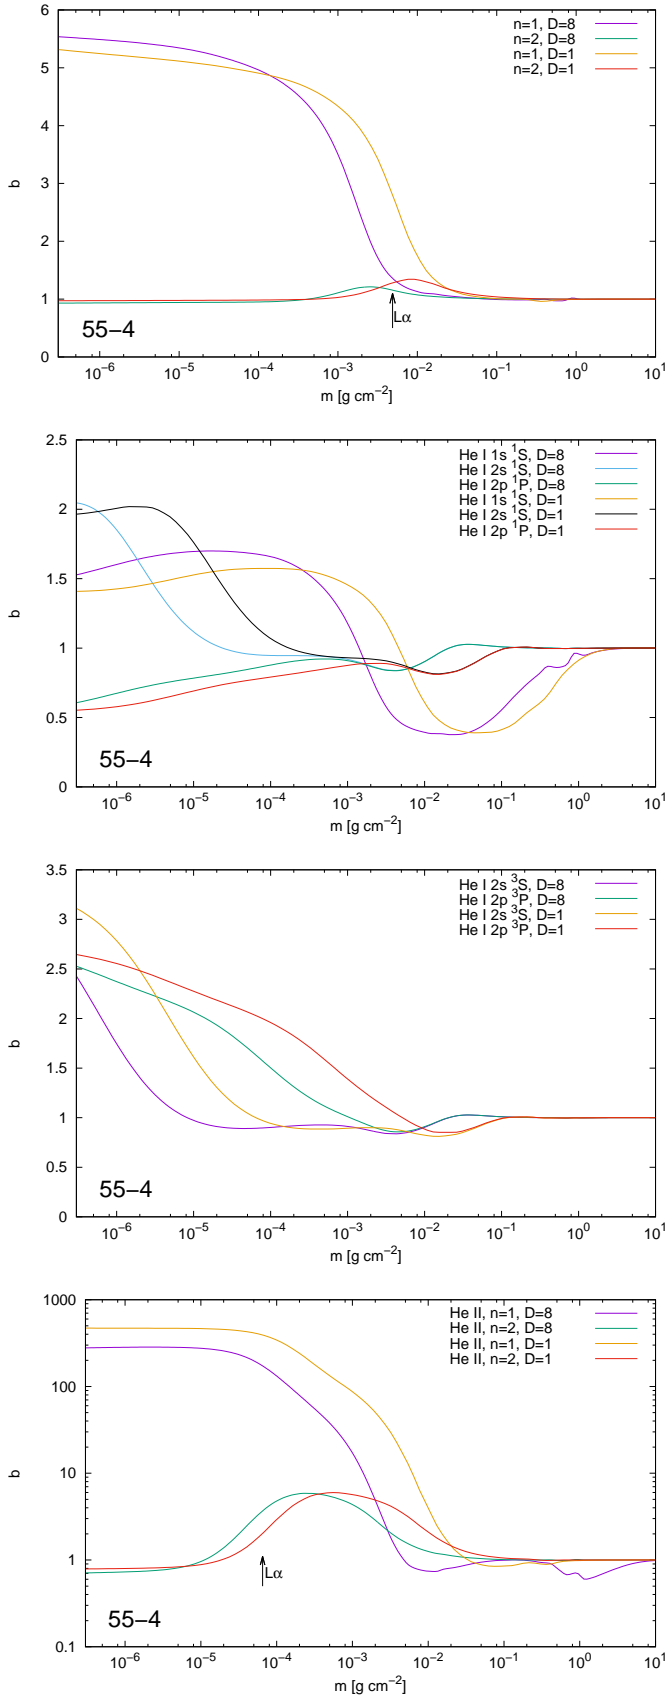 6
5
4
3
2
1
0
b
n=1, D=8
n=2, D=8
n=1, D=1
n=2, D=1
Lα
55−4
10⁻⁶ 10⁻⁵ 10⁻⁴ 10⁻³ 10⁻² 10⁻¹ 10⁰ 10¹
m [g cm⁻²]
2.5
2
1.5
1
0.5
0
b
He I 1s ¹S, D=8
He I 2s ¹S, D=8
He I 2p ¹P, D=8
He I 1s ¹S, D=1
He I 2s ¹S, D=1
He I 2p ¹P, D=1
55−4
10⁻⁶ 10⁻⁵ 10⁻⁴ 10⁻³ 10⁻² 10⁻¹ 10⁰ 10¹
m [g cm⁻²]
3.5
3
2.5
2
1.5
1
0.5
0
b
He I 2s ³S, D=8
He I 2p ³P, D=8
He I 2s ³S, D=1
He I 2p ³P, D=1
55−4
10⁻⁶ 10⁻⁵ 10⁻⁴ 10⁻³ 10⁻² 10⁻¹ 10⁰ 10¹
m [g cm⁻²]
1000
100
10
1
0.1
b
He II, n=1, D=8
He II, n=2, D=8
He II, n=1, D=1
He II, n=2, D=1
Lα
55−4
10⁻⁶ 10⁻⁵ 10⁻⁴ 10⁻³ 10⁻² 10⁻¹ 10⁰ 10¹
m [g cm⁻²]